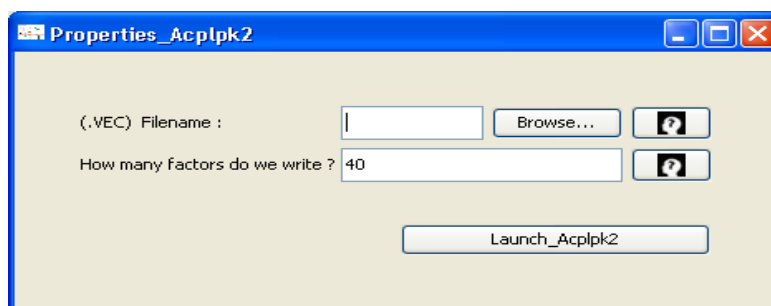 Properties_Acplpk2
(.VEC) Filename : Browse... ?
How many factors do we write ? 40 ?
Launch_Acplpk2